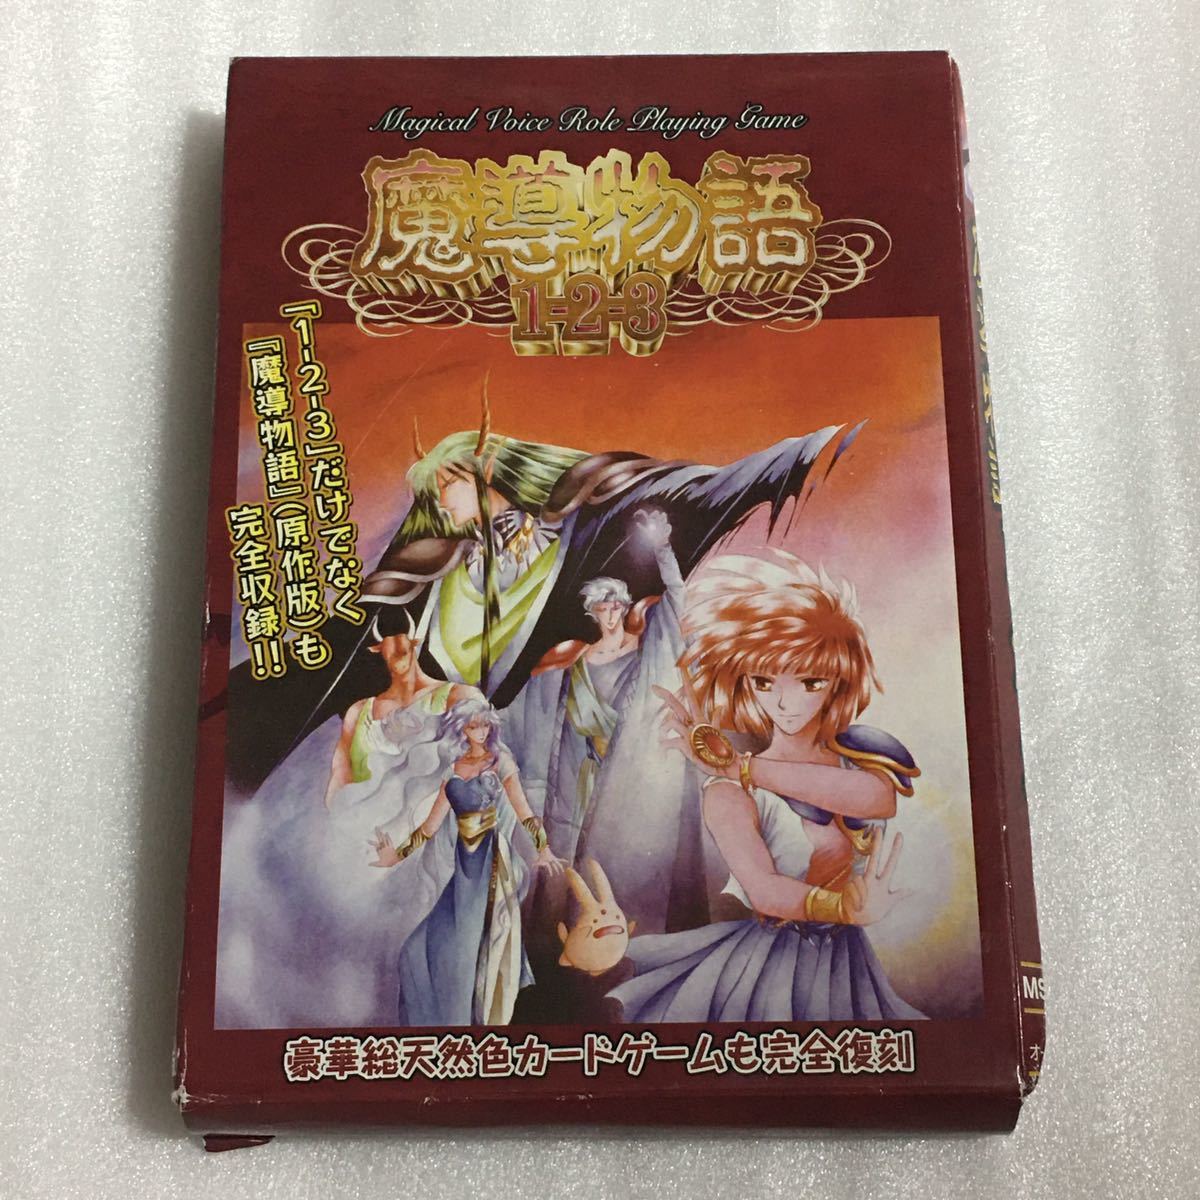 Magical Voice Role Playing Game
魔導物語
1-2-3
『1-2-3』だけでなく
『魔導物語』(原作版)も
完全収録!!
豪華総天然色カードゲームも完全復刻
MS